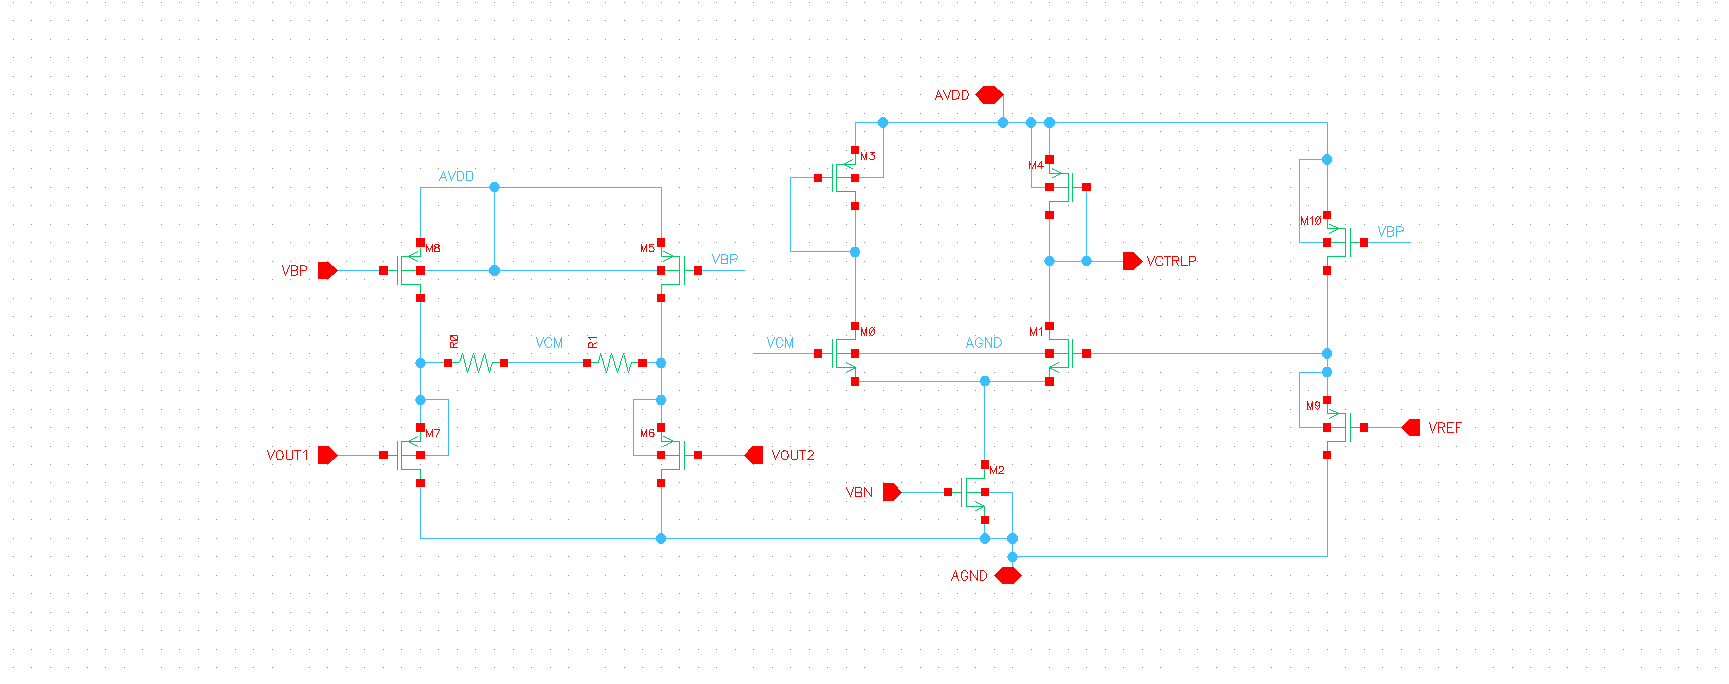 AVDD
M3
M4
AVDD
M10
VBP
M8
M5
VBP
VBP
VCTRLP
R0
VCM
R1
VCM
M0
AGND
M1
M9
VREF
M7
M6
VOUT1
VOUT2
M2
VBN
AGND